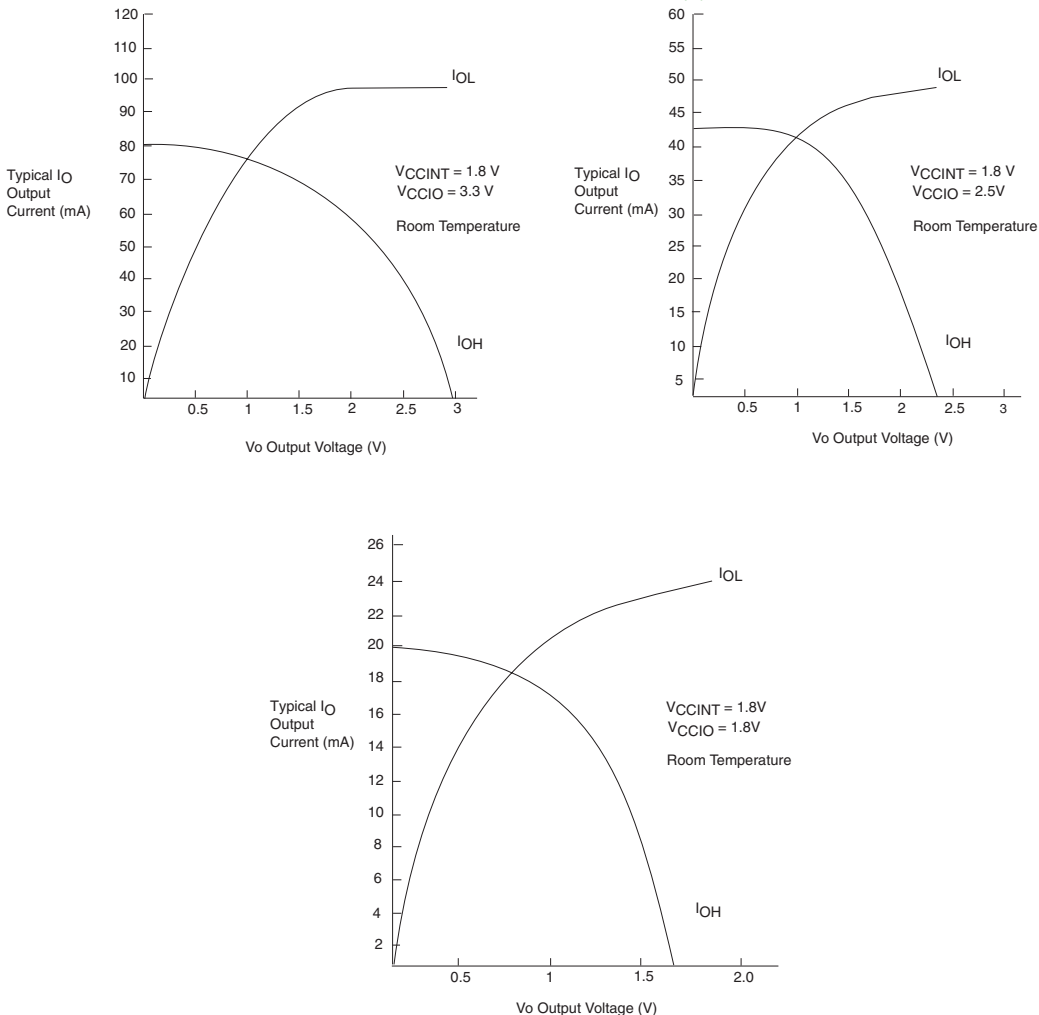 120
110
100
90
80
70
60
50
40
30
20
10
IOL
IOH
Typical IO
Output
Current (mA)
VCCINT = 1.8 V
VCCIO = 3.3 V
Room Temperature
0.5 1 1.5 2 2.5 3
Vo Output Voltage (V)
60
55
50
45
40
35
30
25
20
15
10
5
IOL
IOH
Typical IO
Output
Current (mA)
VCCINT = 1.8 V
VCCIO = 2.5V
Room Temperature
0.5 1 1.5 2 2.5 3
Vo Output Voltage (V)
26
24
22
20
18
16
14
12
10
8
6
4
2
IOL
IOH
Typical IO
Output
Current (mA)
VCCINT = 1.8V
VCCIO = 1.8V
Room Temperature
0.5 1 1.5 2.0
Vo Output Voltage (V)